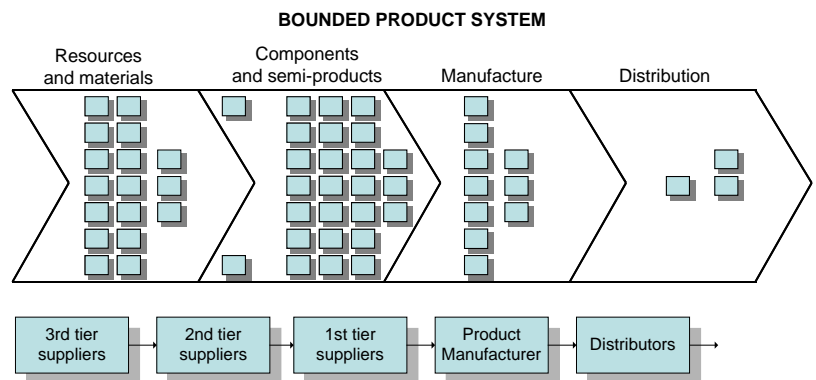 BOUNDED PRODUCT SYSTEM
Resources
and materials
Components
and semi-products
Manufacture
Distribution
3rd tier
suppliers
2nd tier
suppliers
1st tier
suppliers
Product
Manufacturer
Distributors